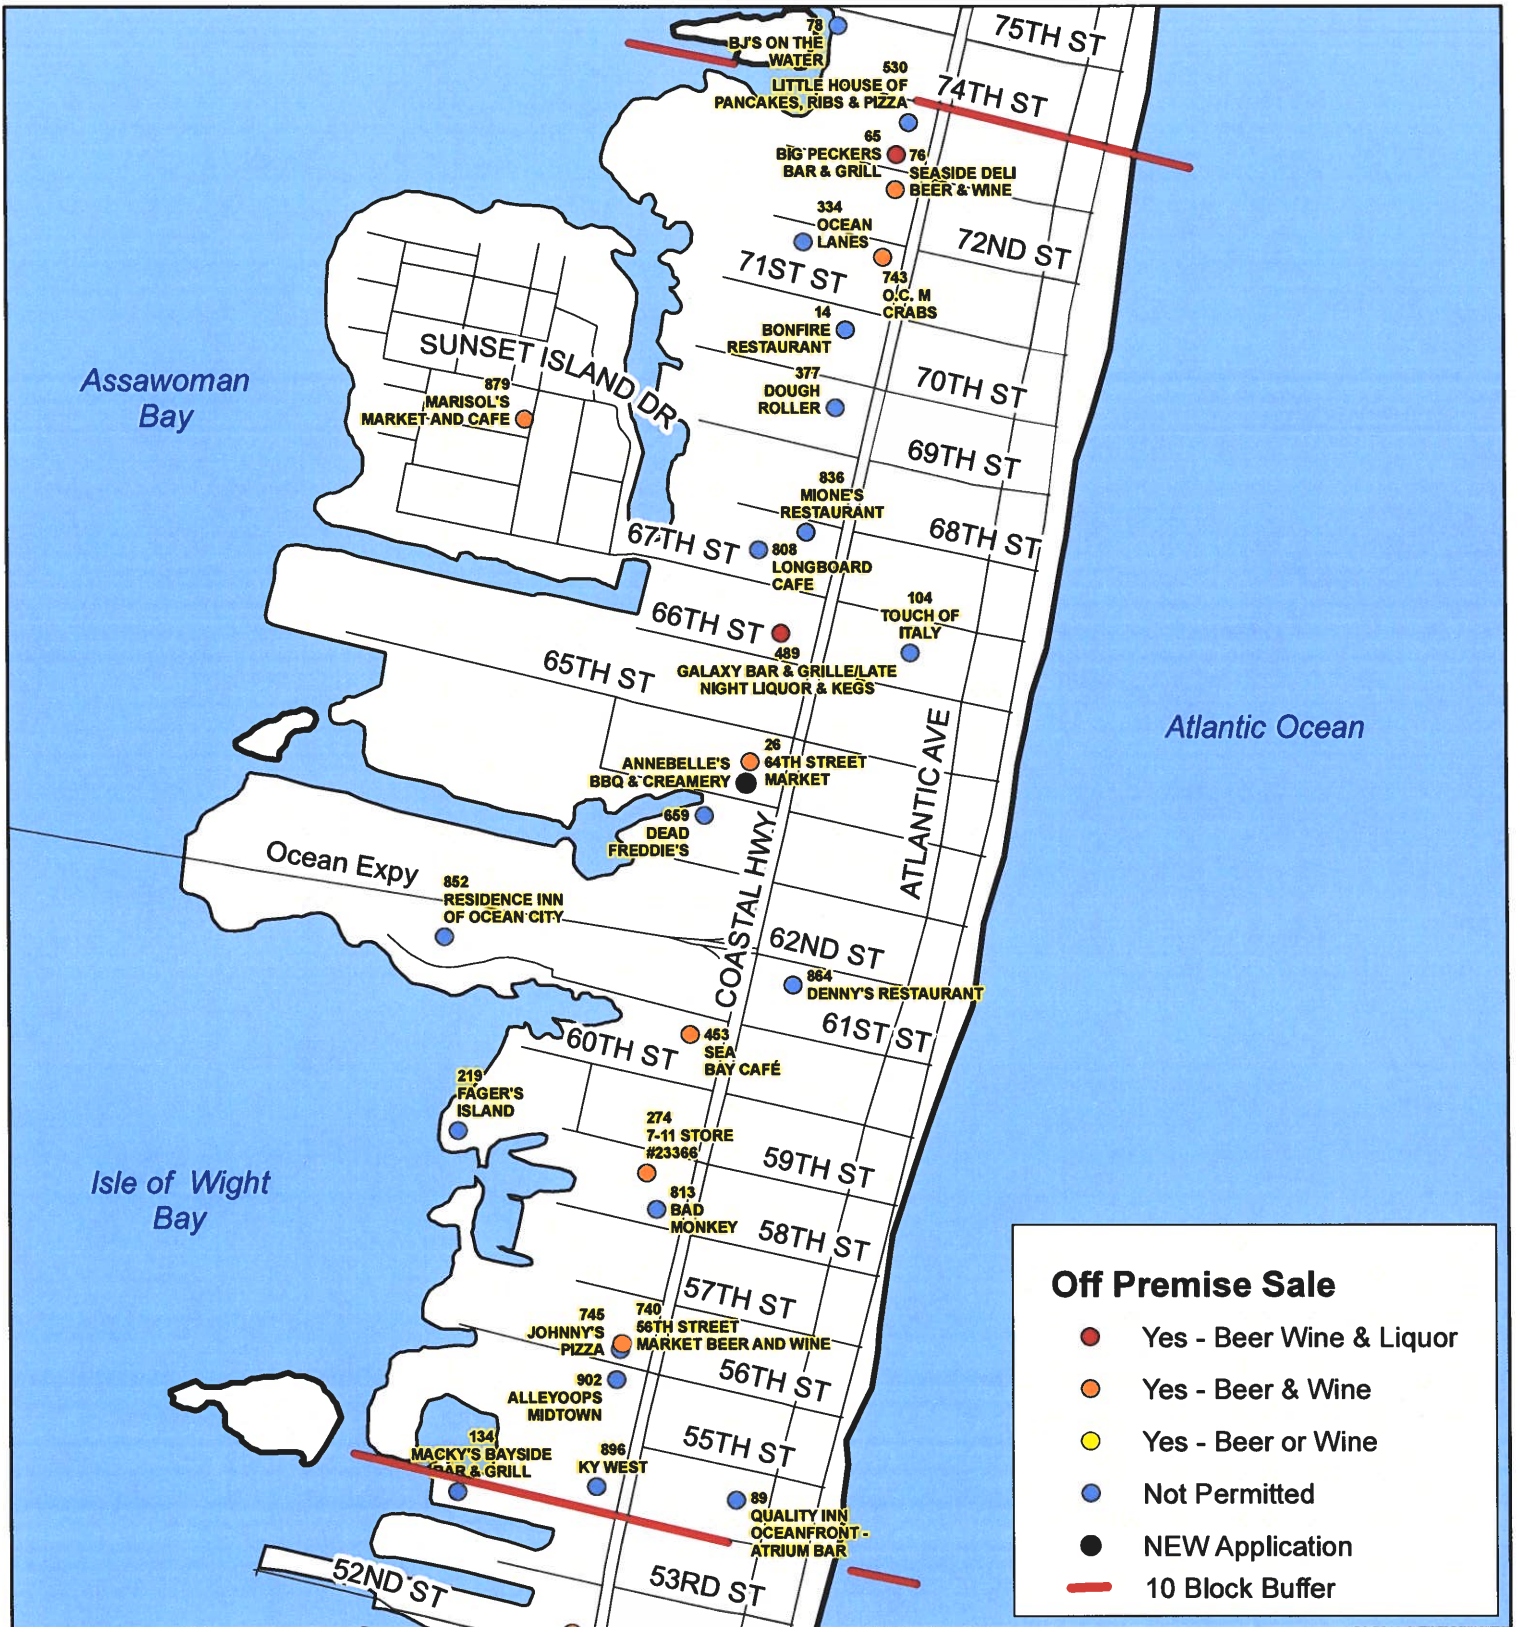 75TH ST
78
BJ'S ON THE
WATER
530
LITTLE HOUSE OF
PANCAKES, RIBS & PIZZA
74TH ST
65
BIG PECKERS
BAR & GRILL
76
SEASIDE DELI
BEER & WINE
334
OCEAN
LANES
72ND ST
71ST ST
743
O.C. M
CRABS
14
BONFIRE
RESTAURANT
SUNSET ISLAND DR
Assawoman
Bay
879
MARISOL'S
MARKET AND CAFE
377
DOUGH
ROLLER
70TH ST
69TH ST
836
MIONE'S
RESTAURANT
68TH ST
67TH ST
808
LONGBOARD
CAFE
104
TOUCH OF
ITALY
66TH ST
489
GALAXY BAR & GRILLE/LATE
NIGHT LIQUOR & KEGS
65TH ST
Atlantic Ocean
ATLANTIC AVE
26
64TH STREET
MARKET
ANNEBELLE'S
BBQ & CREAMERY
659
DEAD
FREDDIE'S
COASTAL HWY
Ocean Expy
852
RESIDENCE INN
OF OCEAN CITY
62ND ST
864
DENNY'S RESTAURANT
61ST ST
453
SEA
BAY CAFÉ
60TH ST
219
FAGER'S
ISLAND
274
7-11 STORE
#23366
59TH ST
Isle of Wight
Bay
813
BAD
MONKEY
58TH ST
57TH ST
745
JOHNNY'S
PIZZA
740
56TH STREET
MARKET BEER AND WINE
56TH ST
902
ALLEYOOPS
MIDTOWN
55TH ST
134
MACKY'S BAYSIDE
BAR & GRILL
896
KY WEST
89
QUALITY INN
OCEANFRONT -
ATRIUM BAR
53RD ST
52ND ST
Off Premise Sale
Yes - Beer Wine & Liquor
Yes - Beer & Wine
Yes - Beer or Wine
Not Permitted
NEW Application
10 Block Buffer